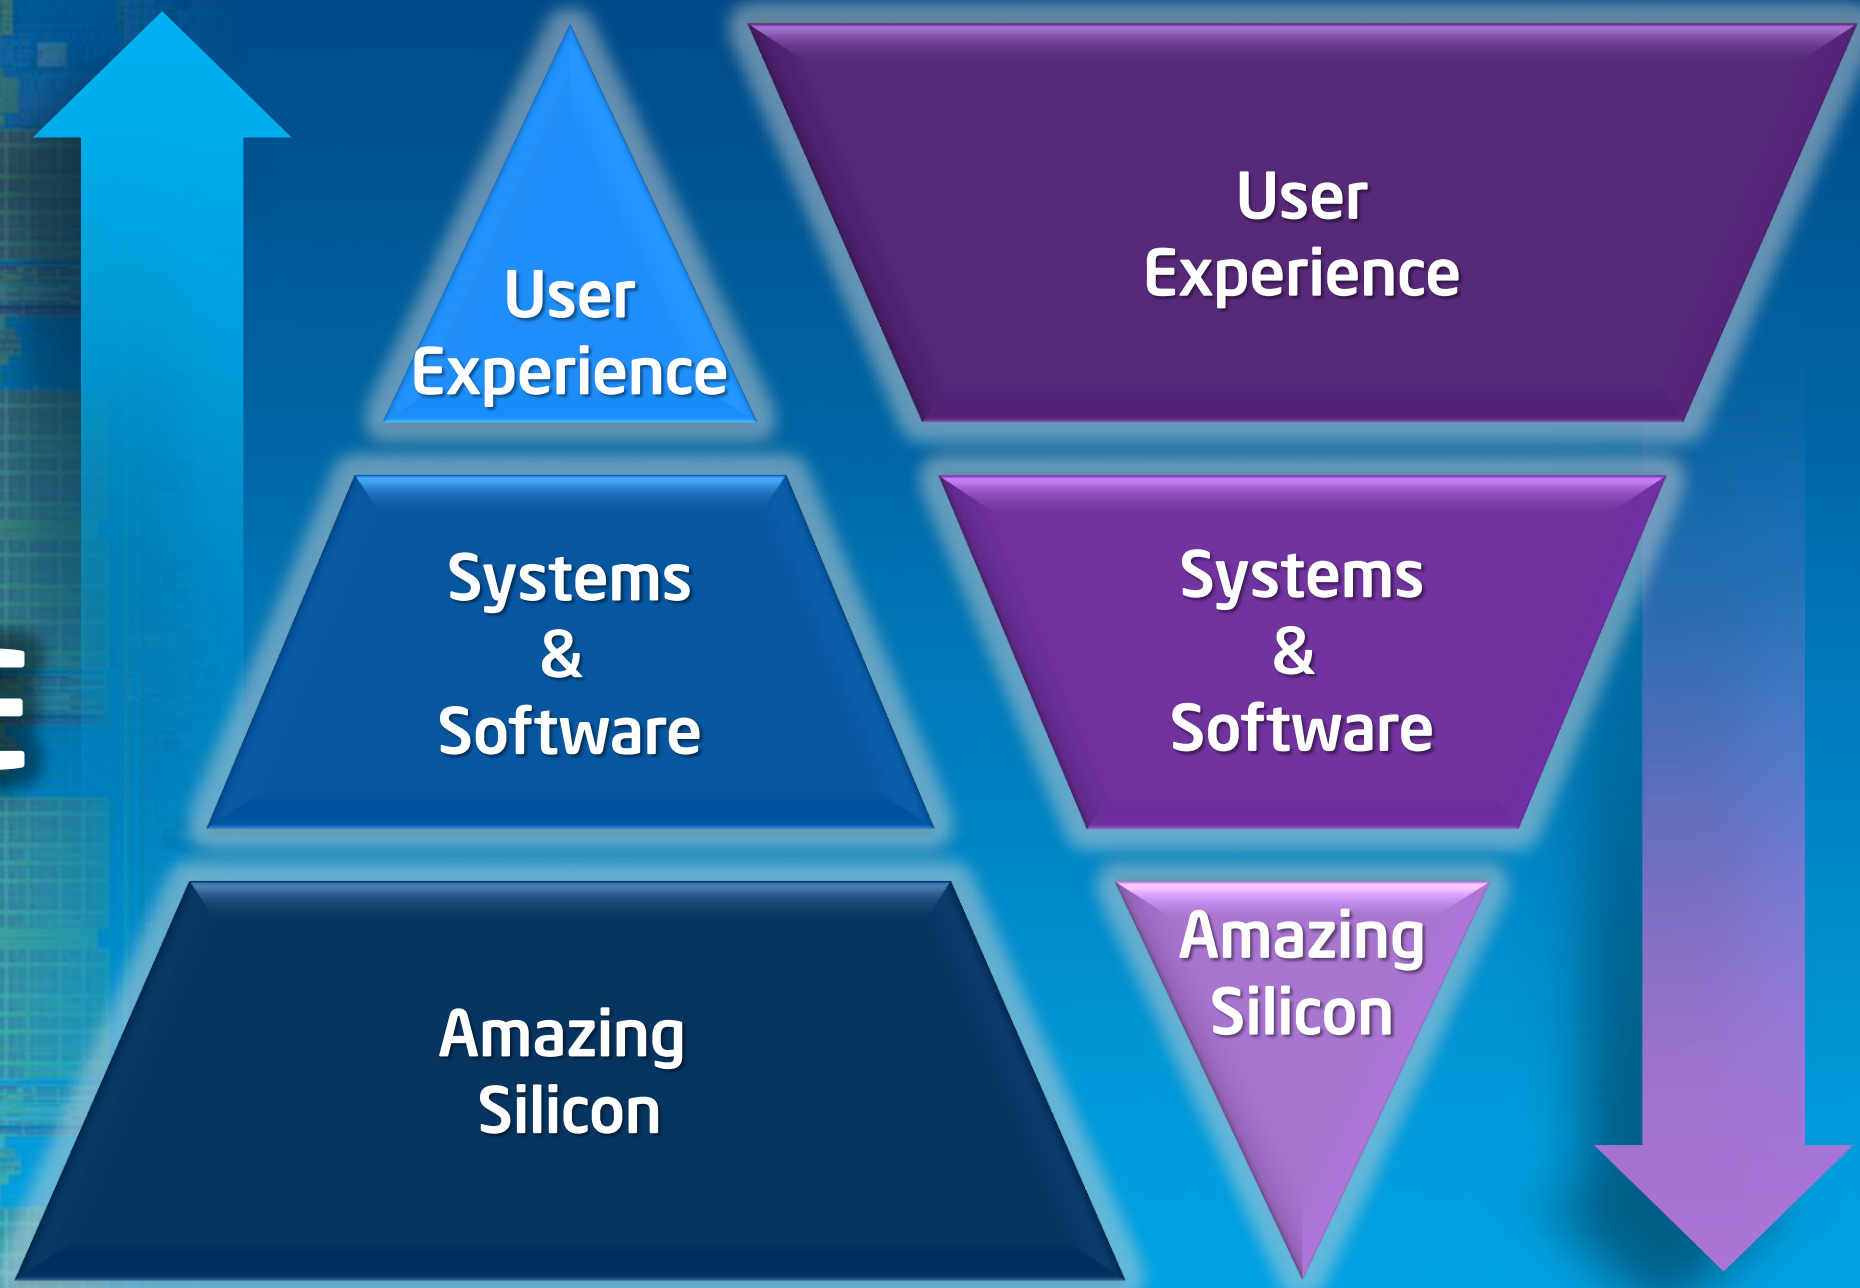 User
Experience
Systems
&
Software
Amazing
Silicon
User
Experience
Systems
&
Software
Amazing
Silicon